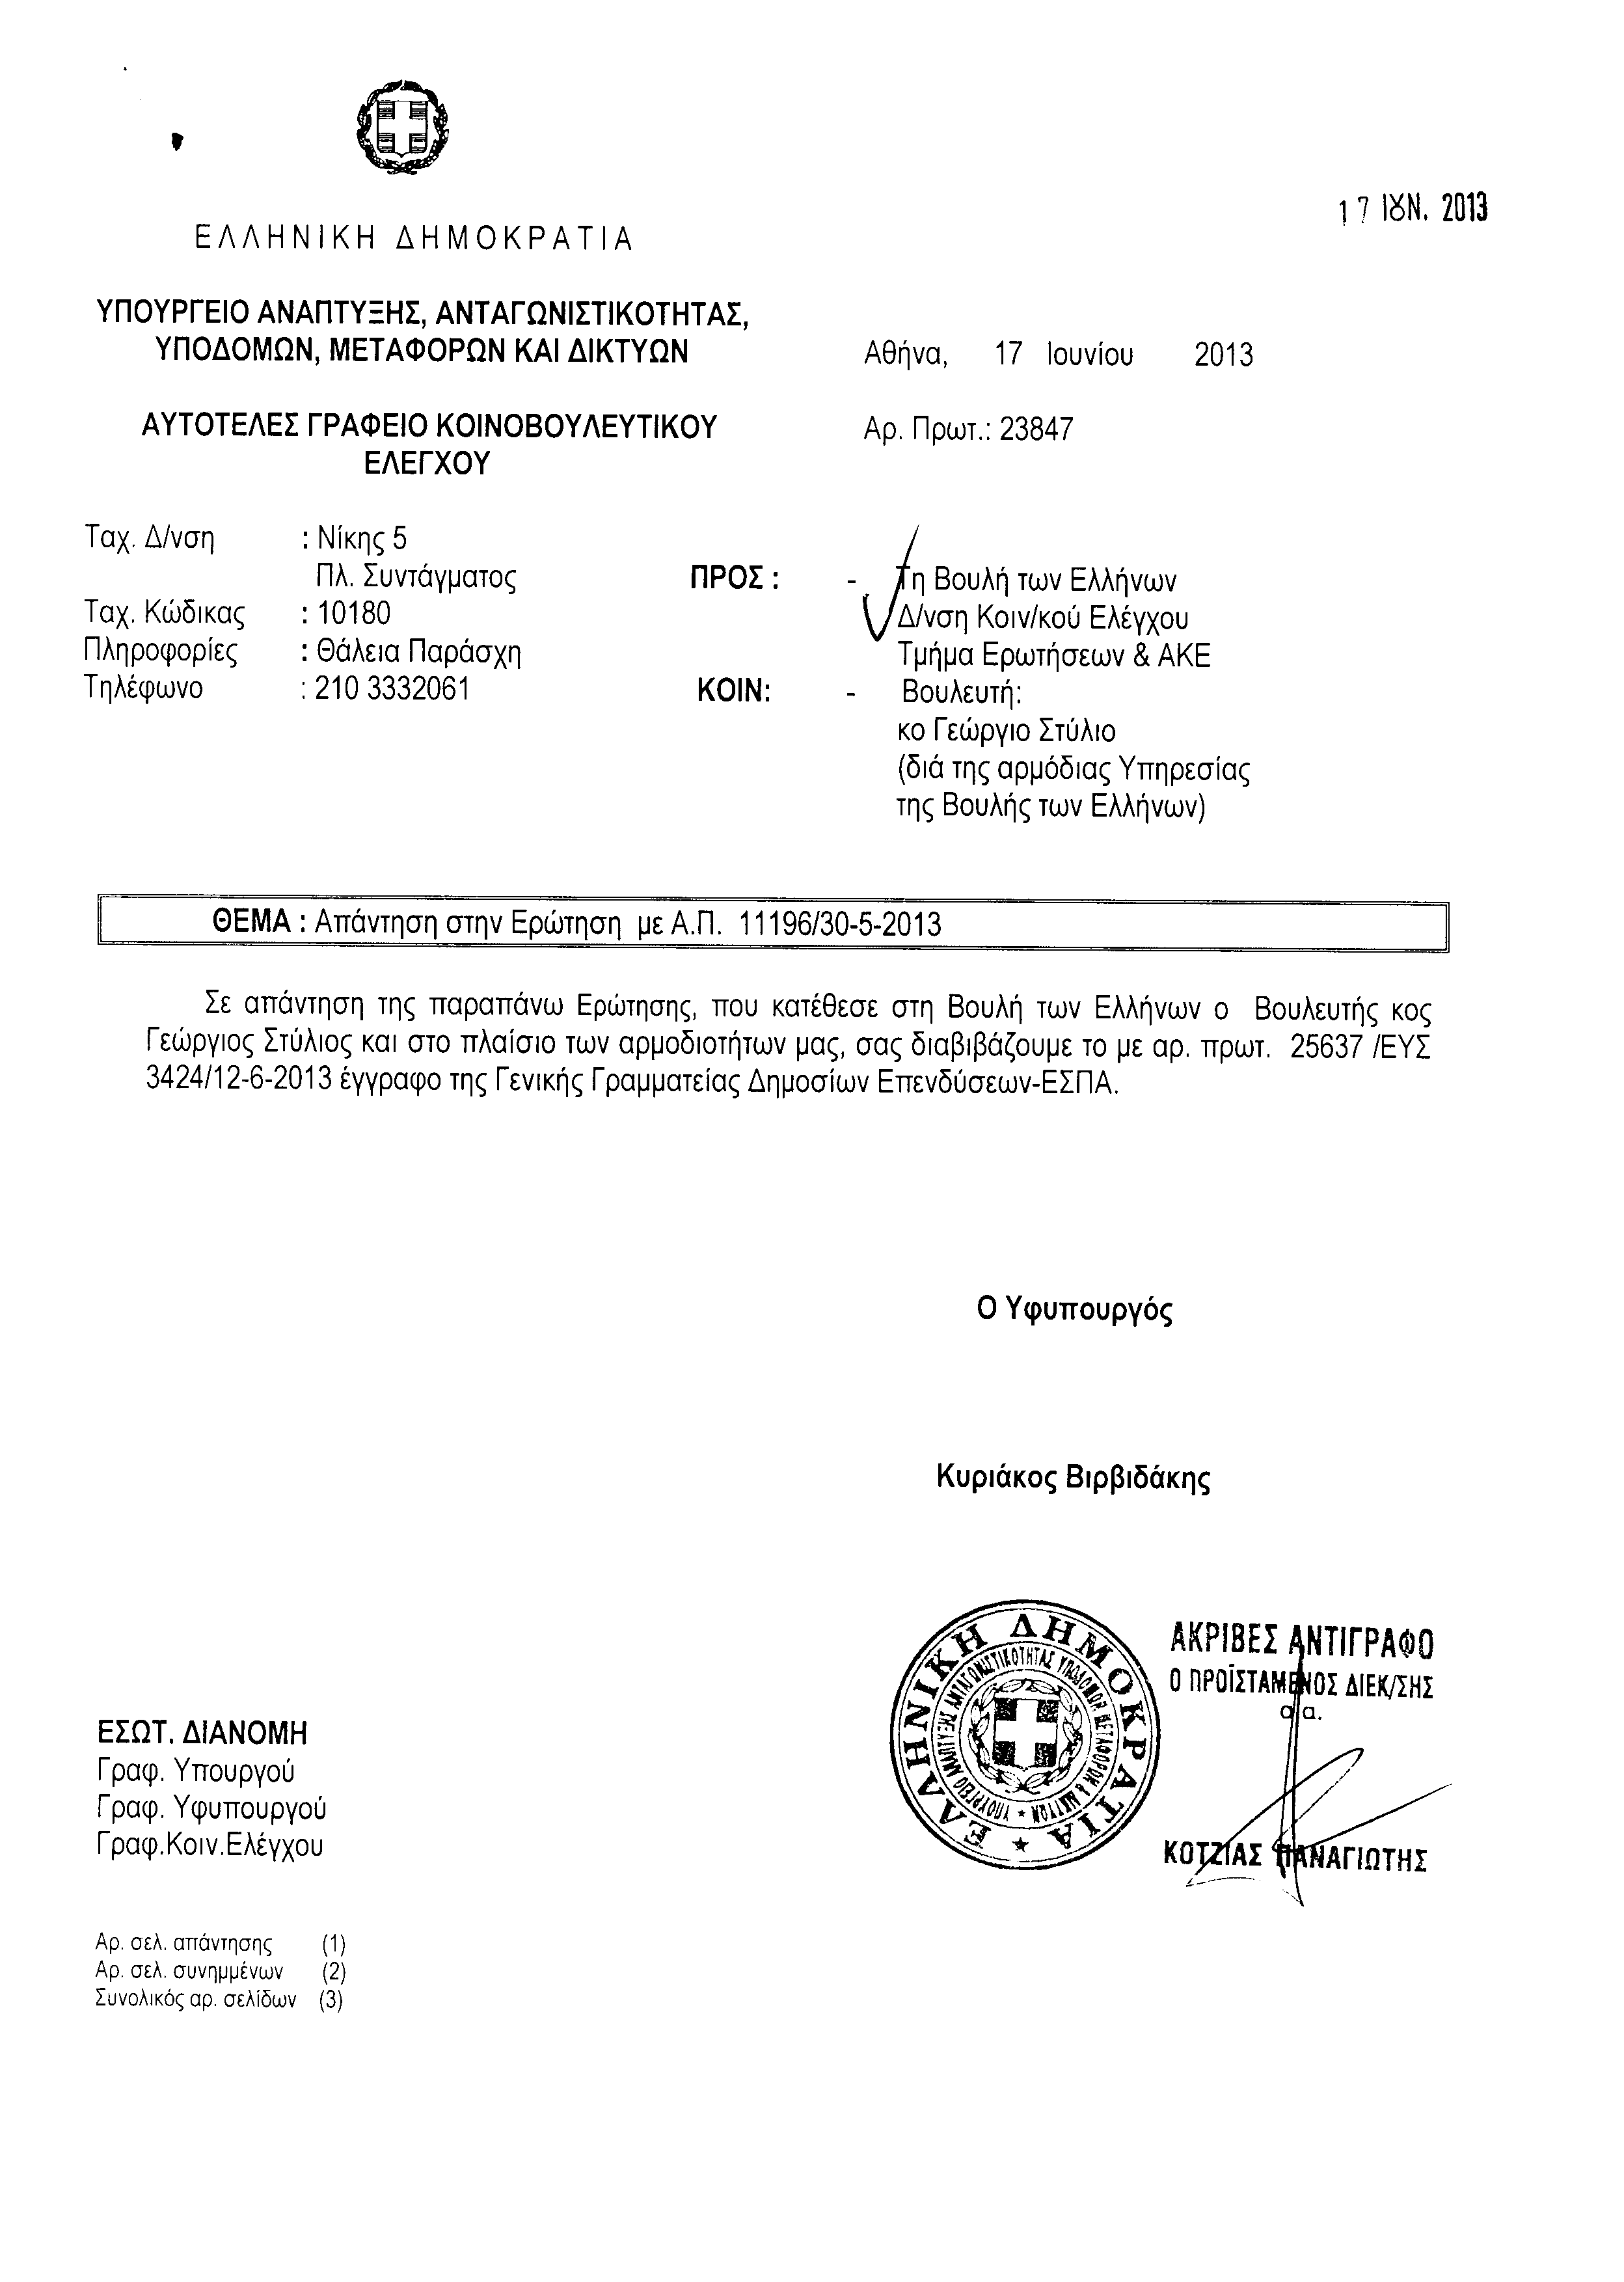 17 ΙΟΥΝ. 2013
ΕΛΛΗΝΙΚΗ ΔΗΜΟΚΡΑΤΙΑ
ΥΠΟΥΡΓΕΙΟ ΑΝΑΠΤΥΞΗΣ, ΑΝΤΑΓΩΝΙΣΤΙΚΟΤΗΤΑΣ,
ΥΠΟΔΟΜΩΝ, ΜΕΤΑΦΟΡΩΝ ΚΑΙ ΔΙΚΤΥΩΝ
Αθήνα, 17 Ιουνίου 2013
ΑΥΤΟΤΕΛΕΣ ΓΡΑΦΕΙΟ ΚΟΙΝΟΒΟΥΛΕΥΤΙΚΟΥ
ΕΛΕΓΧΟΥ
Αρ. Πρωτ.: 23847
Ταχ. Δ/νση : Νίκης 5
Πλ. Συντάγματος
Ταχ. Κώδικας : 10180
Πληροφορίες : Θάλεια Παράσχη
Τηλέφωνο : 210 3332061
ΠΡΟΣ : - Τη Βουλή των Ελλήνων
Δ/νση Κοιν/κού Ελέγχου
Τμήμα Ερωτήσεων & ΑΚΕ
ΚΟΙΝ: - Βουλευτή:
κο Γεώργιο Στύλιο
(διά της αρμόδιας Υπηρεσίας
της Βουλής των Ελλήνων)
ΘΕΜΑ : Απάντηση στην Ερώτηση με Α.Π. 11196/30-5-2013
Σε απάντηση της παραπάνω Ερώτησης, που κατέθεσε στη Βουλή των Ελλήνων ο Βουλευτής κος
Γεώργιος Στύλιος και στο πλαίσιο των αρμοδιοτήτων μας, σας διαβιβάζουμε το με αρ. πρωτ. 25637 /ΕΥΣ
3424/12-6-2013 έγγραφο της Γενικής Γραμματείας Δημοσίων Επενδύσεων-ΕΣΠΑ.
Ο Υφυπουργός
Κυριάκος Βιρβιδάκης
ΕΛΛΗΝΙΚΗ ΔΗΜΟΚΡΑΤΙΑ
ΥΠΟΥΡΓΕΙΟ ΑΝΑΠΤΥΞΗΣ ΑΝΤΑΓΩΝΙΣΤΙΚΟΤΗΤΑΣ ΥΠΟΔΟΜΩΝ ΜΕΤΑΦΟΡΩΝ & ΔΙΚΤΥΩΝ
ΑΚΡΙΒΕΣ ΑΝΤΙΓΡΑΦΟ
Ο ΠΡΟΪΣΤΑΜΕΝΟΣ ΔΙΕΚ/ΣΗΣ
α.α.
ΚΟΤΖΙΑΣ ΠΑΝΑΓΙΩΤΗΣ
ΕΣΩΤ. ΔΙΑΝΟΜΗ
Γραφ. Υπουργού
Γραφ. Υφυπουργού
Γραφ.Κοιν.Ελέγχου
Αρ. σελ. απάντησης (1)
Αρ. σελ. συνημμένων (2)
Συνολικός αρ. σελίδων (3)